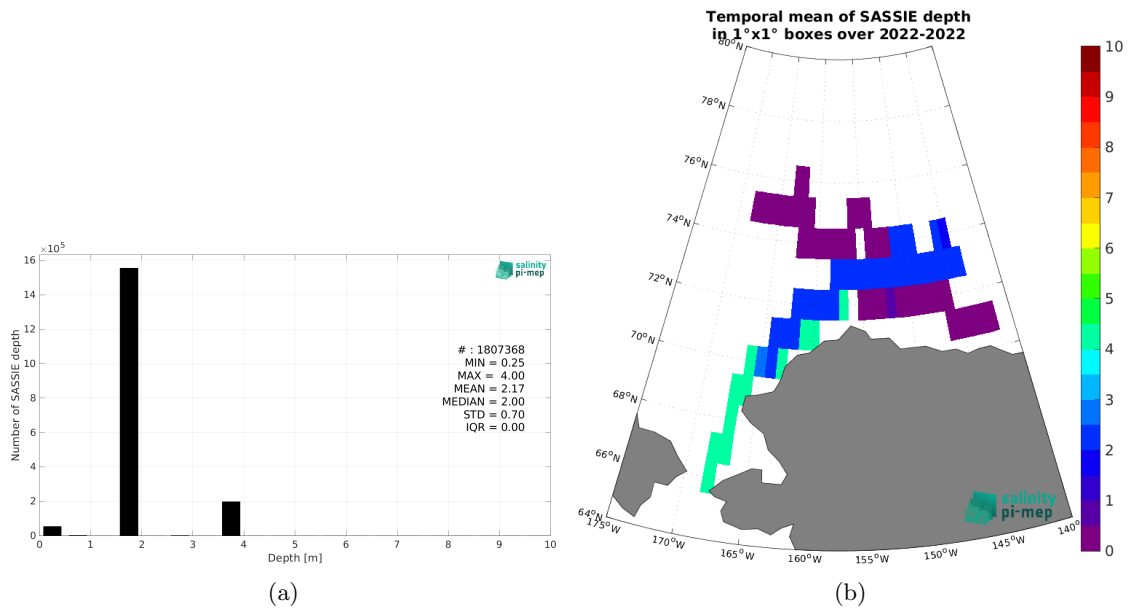 ×10⁵
16
14
12
10
8
6
4
2
0
Number of SASSIE depth
salinity
pi-mep
# : 1807368
MIN = 0.25
MAX = 4.00
MEAN = 2.17
MEDIAN = 2.00
STD = 0.70
IQR = 0.00
0 1 2 3 4 5 6 7 8 9 10
Depth [m]
(a)
Temporal mean of SASSIE depth
in 1°x1° boxes over 2022-2022
80°N
78°N
76°N
74°N
72°N
70°N
68°N
66°N
64°N
175°W
170°W
165°W
160°W
155°W
150°W
145°W
140°
salinity
pi-mep
10
9
8
7
6
5
4
3
2
1
0
(b)